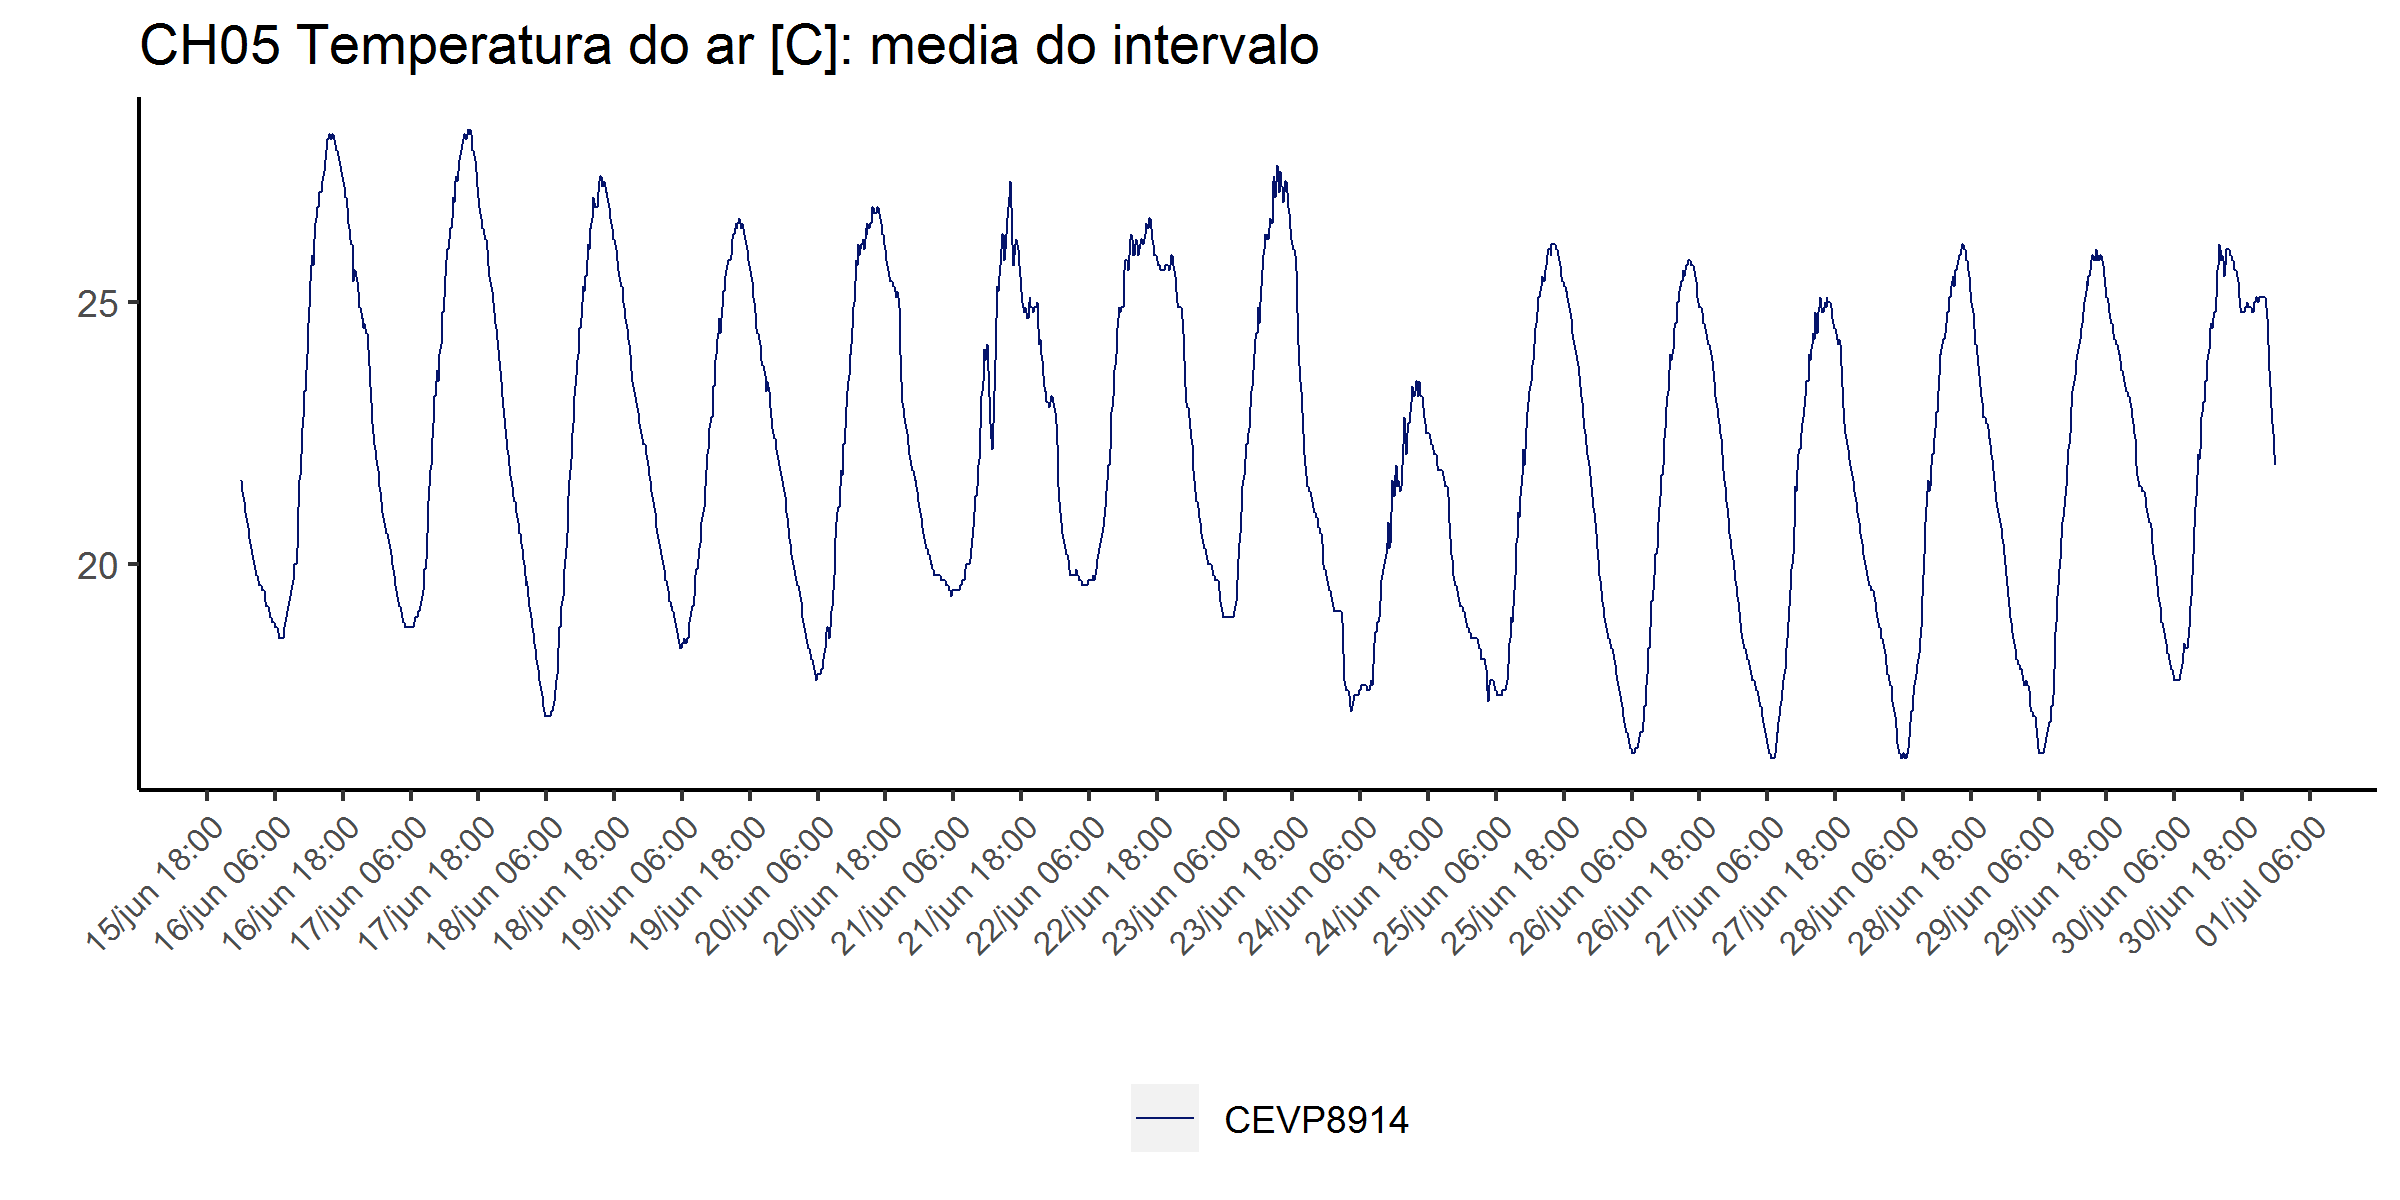 CH05 Temperatura do ar [C]: media do intervalo
25
20
15/jun 18:00
16/jun 06:00
16/jun 18:00
17/jun 06:00
17/jun 18:00
18/jun 06:00
18/jun 18:00
19/jun 06:00
19/jun 18:00
20/jun 06:00
20/jun 18:00
21/jun 06:00
21/jun 18:00
22/jun 06:00
22/jun 18:00
23/jun 06:00
23/jun 18:00
24/jun 06:00
24/jun 18:00
25/jun 06:00
25/jun 18:00
26/jun 06:00
26/jun 18:00
27/jun 06:00
27/jun 18:00
28/jun 06:00
28/jun 18:00
29/jun 06:00
29/jun 18:00
30/jun 06:00
30/jun 18:00
01/jul 06:00
CEVP8914